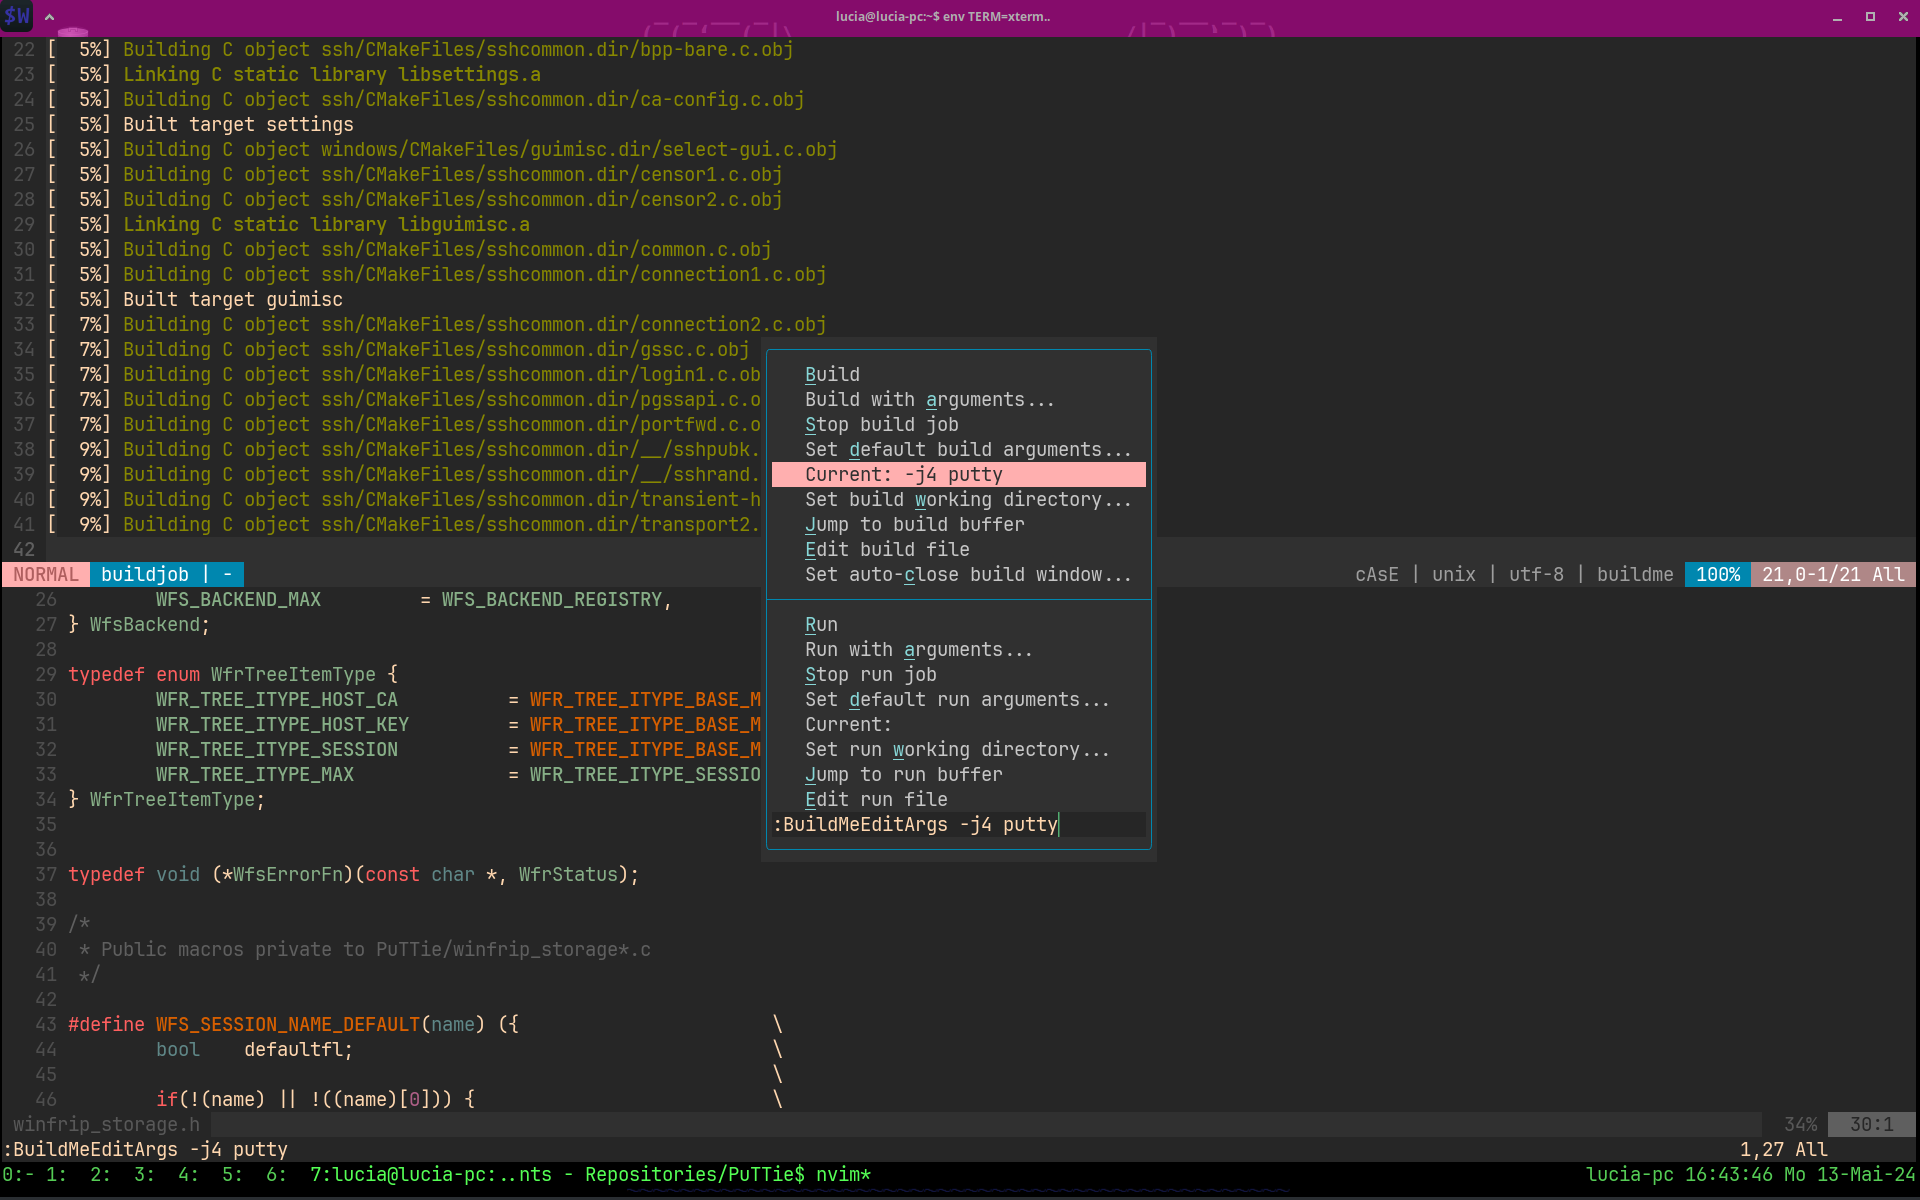 $W
lucia@lucia-pc:~$ env TERM=xterm..
22 [  5%] Building C object ssh/CMakeFiles/sshcommon.dir/bpp-bare.c.obj
23 [  5%] Linking C static library libsettings.a
24 [  5%] Building C object ssh/CMakeFiles/sshcommon.dir/ca-config.c.obj
25 [  5%] Built target settings
26 [  5%] Building C object windows/CMakeFiles/guimisc.dir/select-gui.c.obj
27 [  5%] Building C object ssh/CMakeFiles/sshcommon.dir/censor1.c.obj
28 [  5%] Building C object ssh/CMakeFiles/sshcommon.dir/censor2.c.obj
29 [  5%] Linking C static library libguimisc.a
30 [  5%] Building C object ssh/CMakeFiles/sshcommon.dir/common.c.obj
31 [  5%] Building C object ssh/CMakeFiles/sshcommon.dir/connection1.c.obj
32 [  5%] Built target guimisc
33 [  7%] Building C object ssh/CMakeFiles/sshcommon.dir/connection2.c.obj
34 [  7%] Building C object ssh/CMakeFiles/sshcommon.dir/gssc.c.obj
35 [  7%] Building C object ssh/CMakeFiles/sshcommon.dir/login1.c.ob
36 [  7%] Building C object ssh/CMakeFiles/sshcommon.dir/pgssapi.c.o
37 [  7%] Building C object ssh/CMakeFiles/sshcommon.dir/portfwd.c.o
38 [  9%] Building C object ssh/CMakeFiles/sshcommon.dir/__/sshpubk.
39 [  9%] Building C object ssh/CMakeFiles/sshcommon.dir/__/sshrand.
40 [  9%] Building C object ssh/CMakeFiles/sshcommon.dir/transient-h
41 [  9%] Building C object ssh/CMakeFiles/sshcommon.dir/transport2.
42
Build
Build with arguments...
Stop build job
Set default build arguments...
Current: -j4 putty
Set build working directory...
Jump to build buffer
Edit build file
Set auto-close build window...
Run
Run with arguments...
Stop run job
Set default run arguments...
Current:
Set run working directory...
Jump to run buffer
Edit run file
:BuildMeEditArgs -j4 putty
NORMAL buildjob | - cAsE | unix | utf-8 | buildme 100% 21,0-1/21 All
26         WFS_BACKEND_MAX         = WFS_BACKEND_REGISTRY,
27 } WfsBackend;
28
29 typedef enum WfrTreeItemType {
30         WFR_TREE_ITYPE_HOST_CA          = WFR_TREE_ITYPE_BASE_M
31         WFR_TREE_ITYPE_HOST_KEY         = WFR_TREE_ITYPE_BASE_M
32         WFR_TREE_ITYPE_SESSION          = WFR_TREE_ITYPE_BASE_M
33         WFR_TREE_ITYPE_MAX              = WFR_TREE_ITYPE_SESSIO
34 } WfrTreeItemType;
35
36
37 typedef void (*WfsErrorFn)(const char *, WfrStatus);
38
39 /*
40  * Public macros private to PuTTie/winfrip_storage*.c
41  */
42
43 #define WFS_SESSION_NAME_DEFAULT(name) ({                       \
44         bool    defaultfl;                                      \
45                                                                 \
46         if(!(name) || !((name)[0])) {                           \
winfrip_storage.h 34% 30:1
:BuildMeEditArgs -j4 putty 1,27 All
0:- 1:  2:  3:  4:  5:  6:  7:lucia@lucia-pc:..nts - Repositories/PuTTie$ nvim* lucia-pc 16:43:46 Mo 13-Mai-24